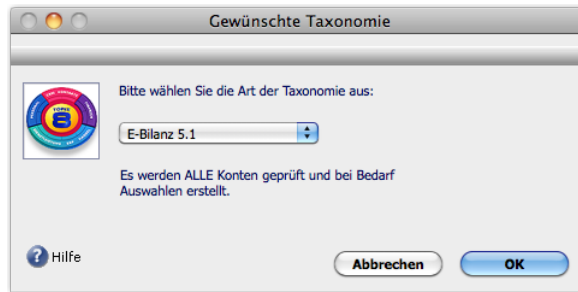 Gewünschte Taxonomie
Bitte wählen Sie die Art der Taxonomie aus:
E-Bilanz 5.1
Es werden ALLE Konten geprüft und bei Bedarf
Auswahlen erstellt.
Hilfe
Abbrechen
OK